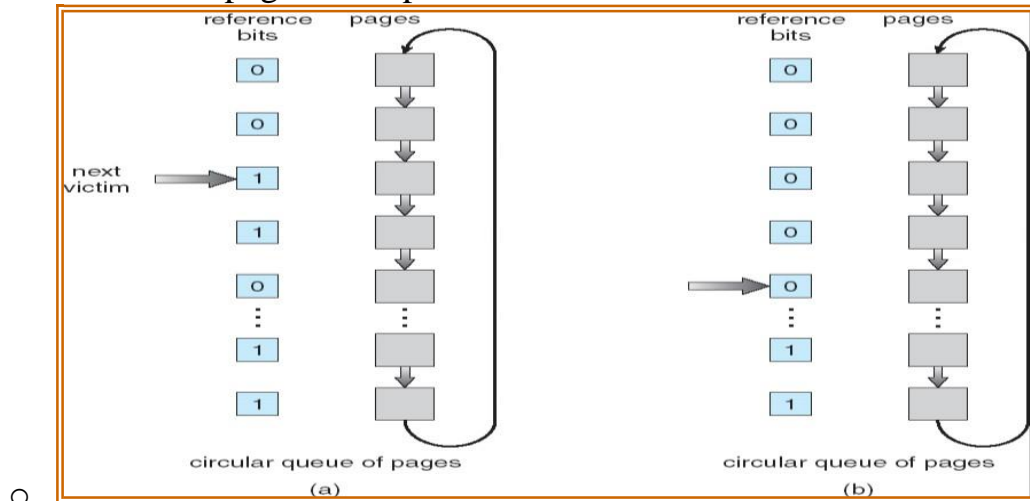 reference pages
bits
0
0
next
victim
1
1
0
1
1
circular queue of pages
(a)
reference pages
bits
0
0
0
0
0
1
1
circular queue of pages
(b)